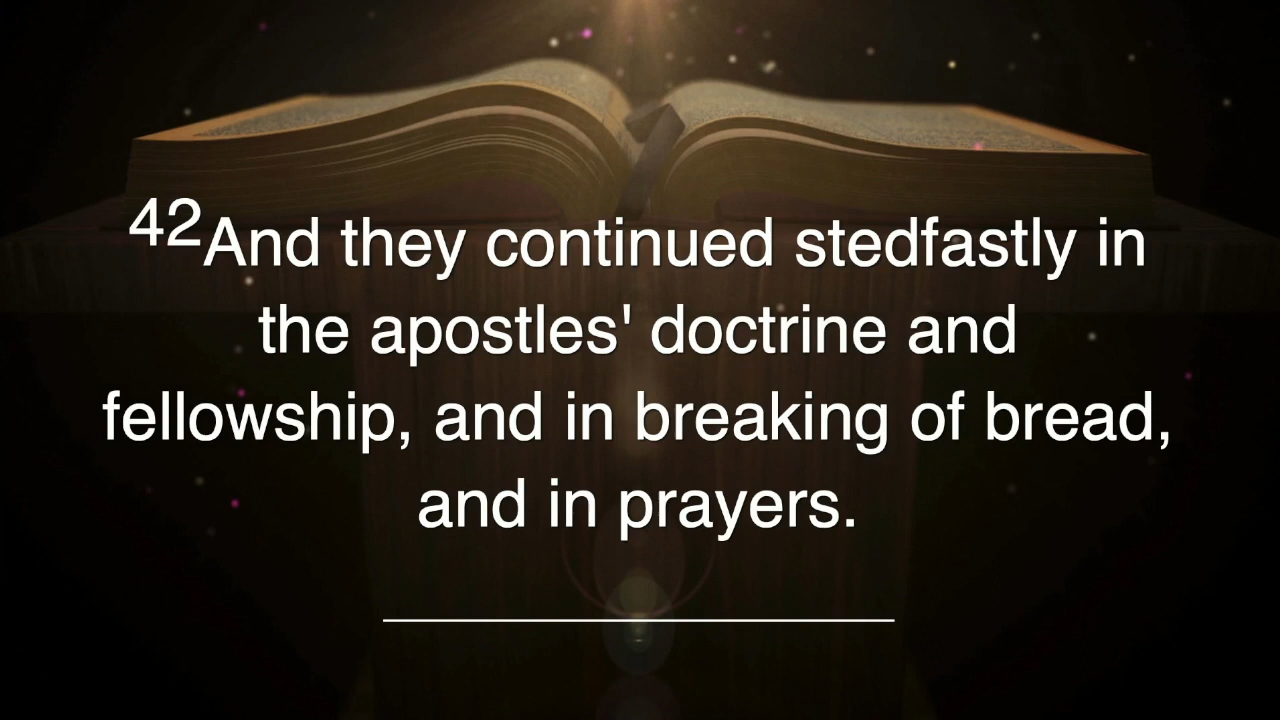 42And they continued stedfastly in
the apostles' doctrine and
fellowship, and in breaking of bread,
and in prayers.